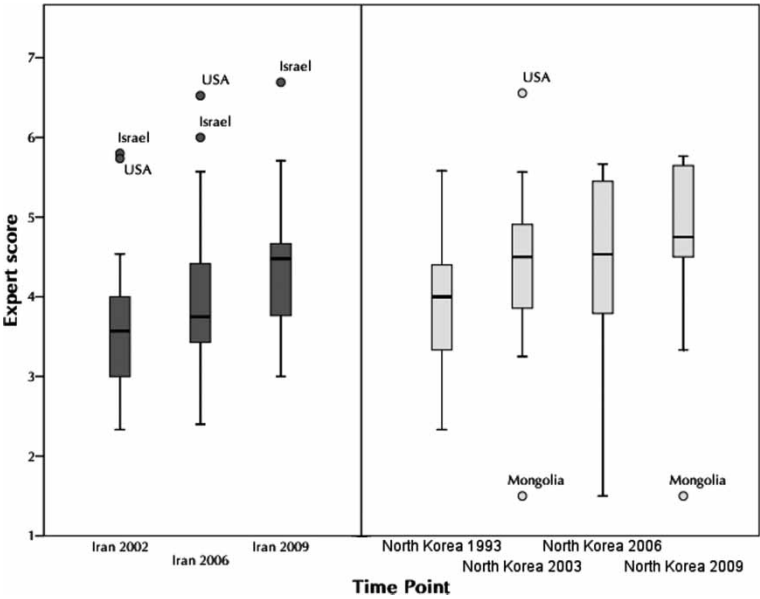 7
6
5
4
3
2
1
Expert score
Israel
USA
USA
Israel
Israel
USA
Mongolia
Mongolia
Iran 2002
Iran 2006
Iran 2009
North Korea 1993
North Korea 2003
North Korea 2006
North Korea 2009
Time Point